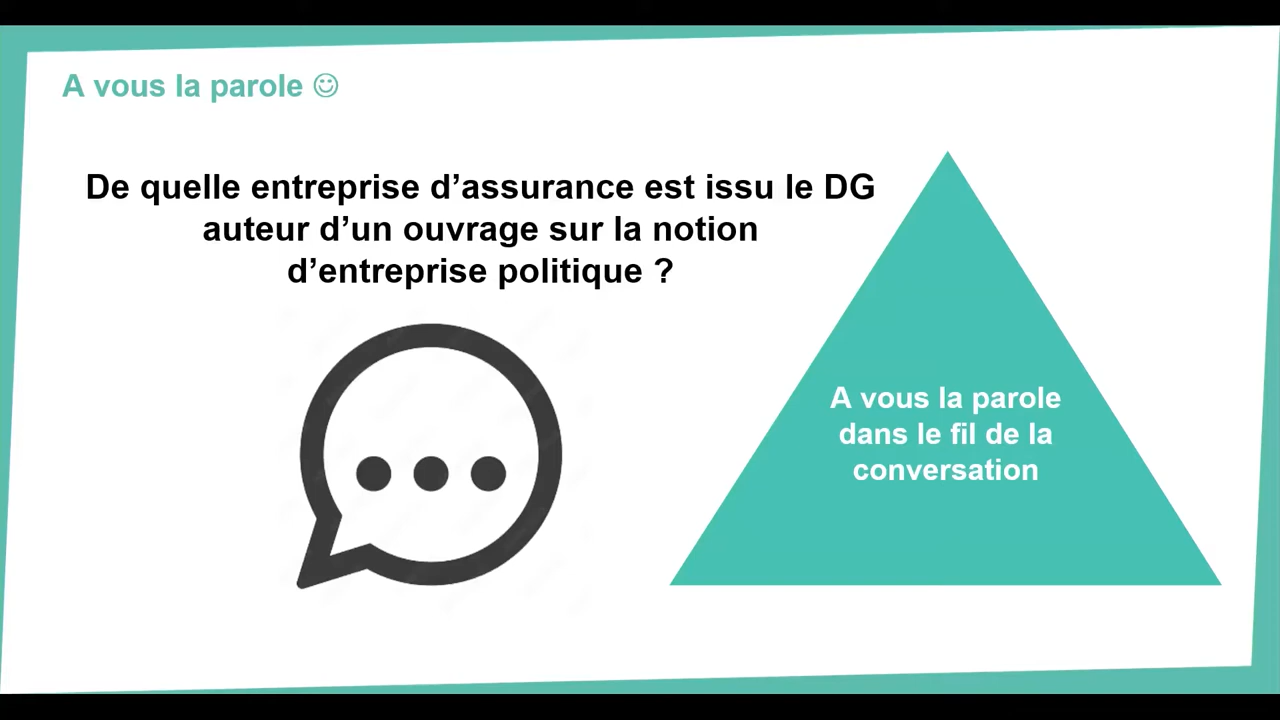 A vous la parole ☺
De quelle entreprise d’assurance est issu le DG
auteur d’un ouvrage sur la notion
d’entreprise politique ?
A vous la parole
dans le fil de la
conversation